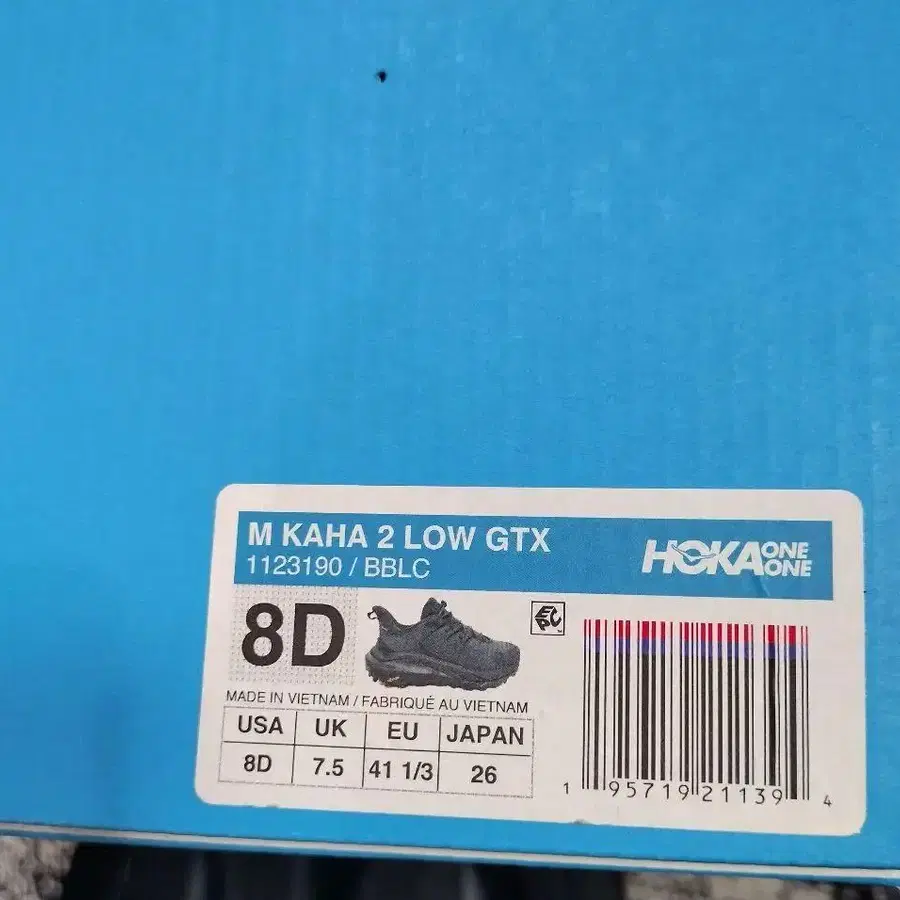 M KAHA 2 LOW GTX
1123190 / BBLC
HOKA ONE ONE
8D
MADE IN VIETNAM / FABRIQUÉ AU VIETNAM
USA UK EU JAPAN
8D 7.5 41 1/3 26
1 95719 21139 4